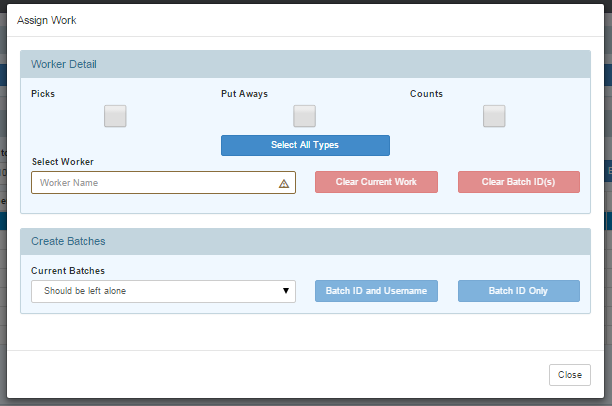 Assign Work
Worker Detail
Picks
Put Aways
Counts
Select All Types
Select Worker
Worker Name
Clear Current Work
Clear Batch ID(s)
Create Batches
Current Batches
Should be left alone
Batch ID and Username
Batch ID Only
Close